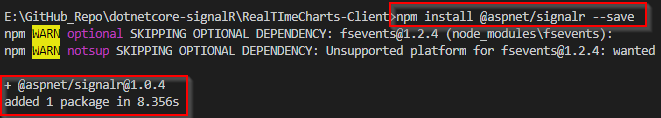 E:\GitHub_Repo\dotnetcore-signalR\RealTImeCharts-Client>npm install @aspnet/signalr --save
npm WARN optional SKIPPING OPTIONAL DEPENDENCY: fsevents@1.2.4 (node_modules\fsevents):
npm WARN notsup SKIPPING OPTIONAL DEPENDENCY: Unsupported platform for fsevents@1.2.4: wanted
+ @aspnet/signalr@1.0.4
added 1 package in 8.356s